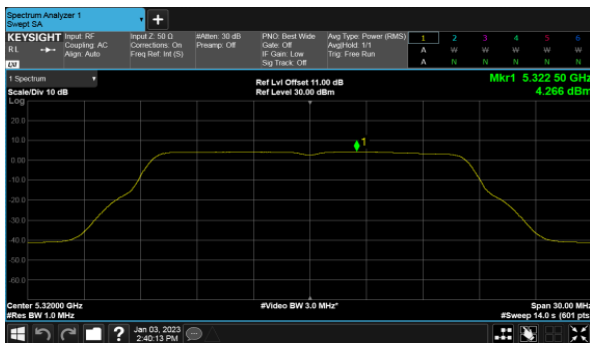 Spectrum Analyzer 1
Swept SA
+
KEYSIGHT
Input: RF
Input Z: 50 Ω
#Atten: 30 dB
PNO: Best Wide
Avg Type: Power (RMS)
1 2 3 4 5 6
RL
Coupling: AC
Corrections: On
Preamp: Off
Gate: Off
Avg|Hold: 1/1
A W W W W W
Align: Auto
Freq Ref: Int (S)
IF Gain: Low
Trig: Free Run
Sig Track: Off
A N N N N N
LXI
1 Spectrum
Ref Lvl Offset 11.00 dB
Mkr1 5.322 50 GHz
Scale/Div 10 dB
Ref Level 30.00 dBm
4.266 dBm
Log
20.0
10.0
1
0.00
-10.0
-20.0
-30.0
-40.0
-50.0
-60.0
Center 5.32000 GHz
#Video BW 3.0 MHz*
Span 30.00 MHz
#Res BW 1.0 MHz
#Sweep 14.0 s (601 pts)
?
Jan 03, 2023
2:40:13 PM